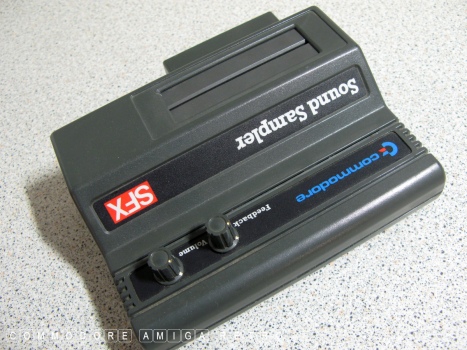 Sound Sampler
SFX
commodore
Feedback
Volume
COMMODORE AMIGA